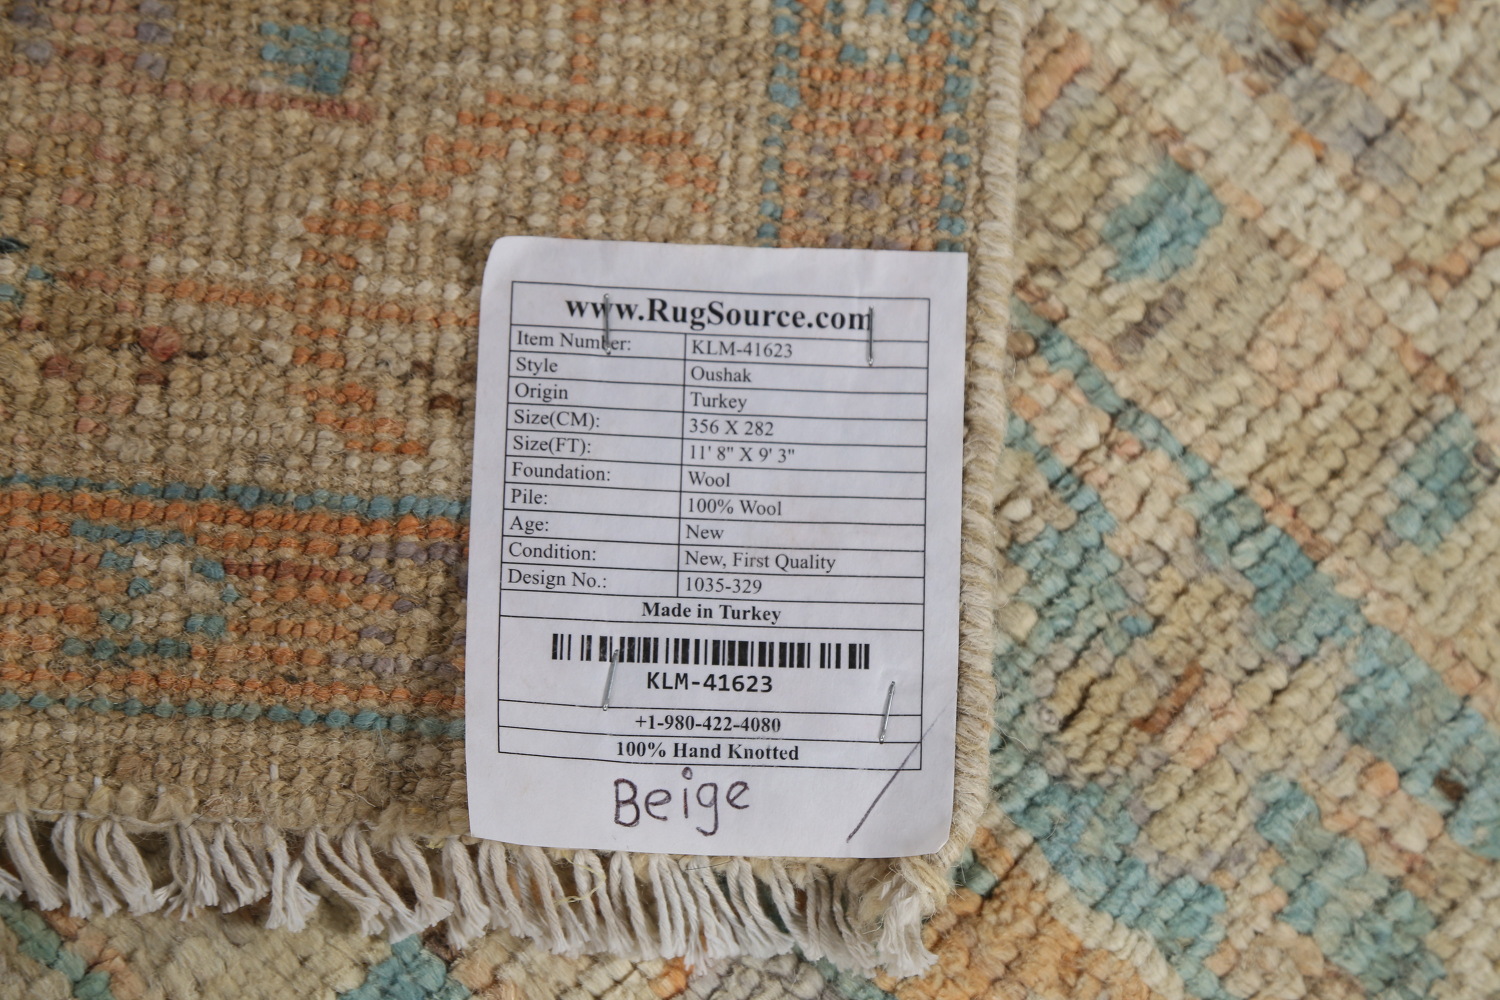 www.RugSource.com
Item Number: KLM-41623
Style Oushak
Origin Turkey
Size(CM): 356 X 282
Size(FT): 11' 8" X 9' 3"
Foundation: Wool
Pile: 100% Wool
Age: New
Condition: New, First Quality
Design No.: 1035-329
Made in Turkey
KLM-41623
+1-980-422-4080
100% Hand Knotted
Beige